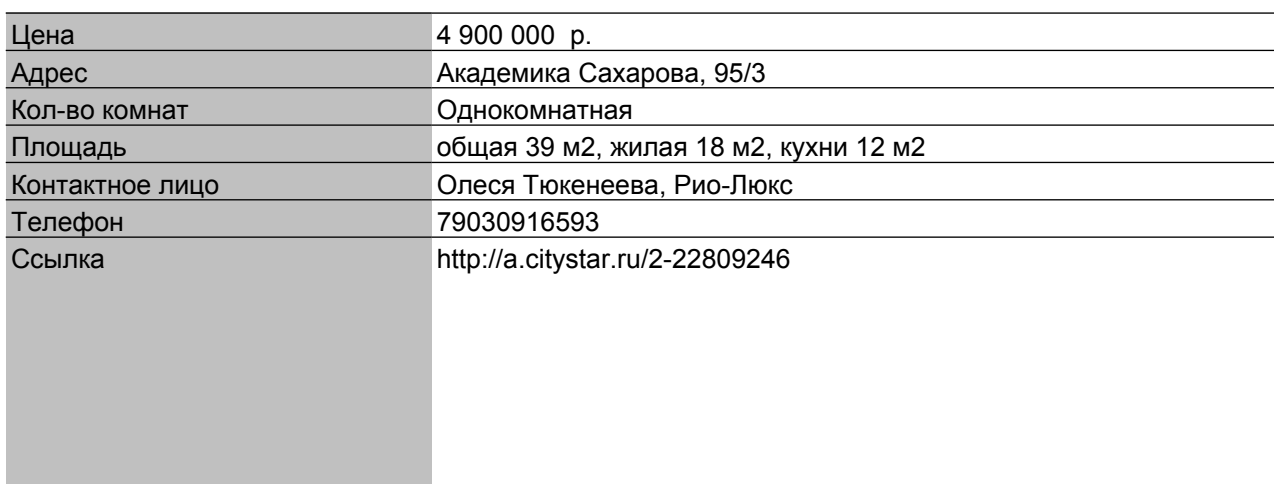 Цена 4 900 000 р.
Адрес Академика Сахарова, 95/3
Кол-во комнат Однокомнатная
Площадь общая 39 м2, жилая 18 м2, кухни 12 м2
Контактное лицо Олеся Тюкенеева, Рио-Люкс
Телефон 79030916593
Ссылка http://a.citystar.ru/2-22809246